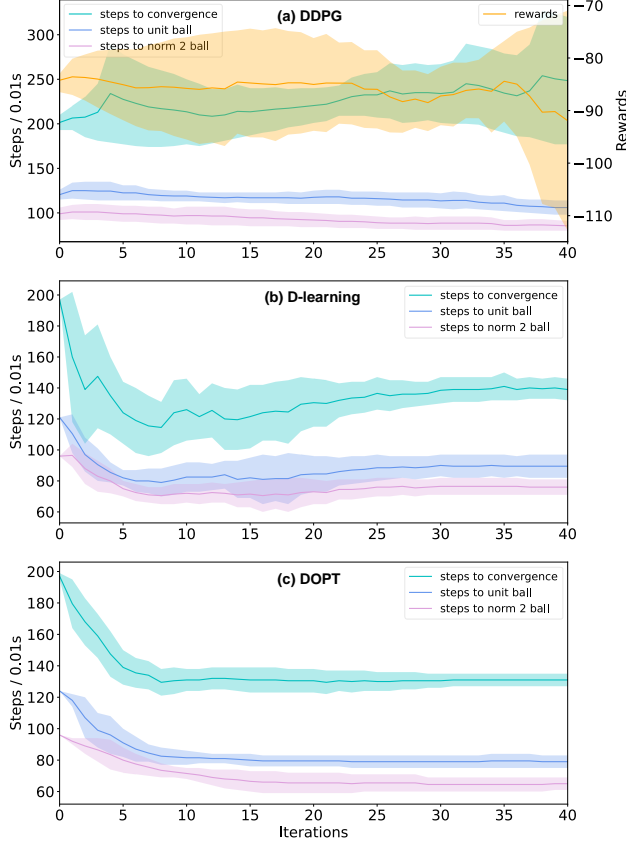 (a) DDPG
steps to convergence
steps to unit ball
steps to norm 2 ball
rewards
Steps / 0.01s
300
250
200
150
100
Rewards
−70
−80
−90
−100
−110
0 5 10 15 20 25 30 35 40
(b) D-learning
steps to convergence
steps to unit ball
steps to norm 2 ball
Steps / 0.01s
200
180
160
140
120
100
80
60
0 5 10 15 20 25 30 35 40
(c) DOPT
steps to convergence
steps to unit ball
steps to norm 2 ball
Steps / 0.01s
200
180
160
140
120
100
80
60
0 5 10 15 20 25 30 35 40
Iterations